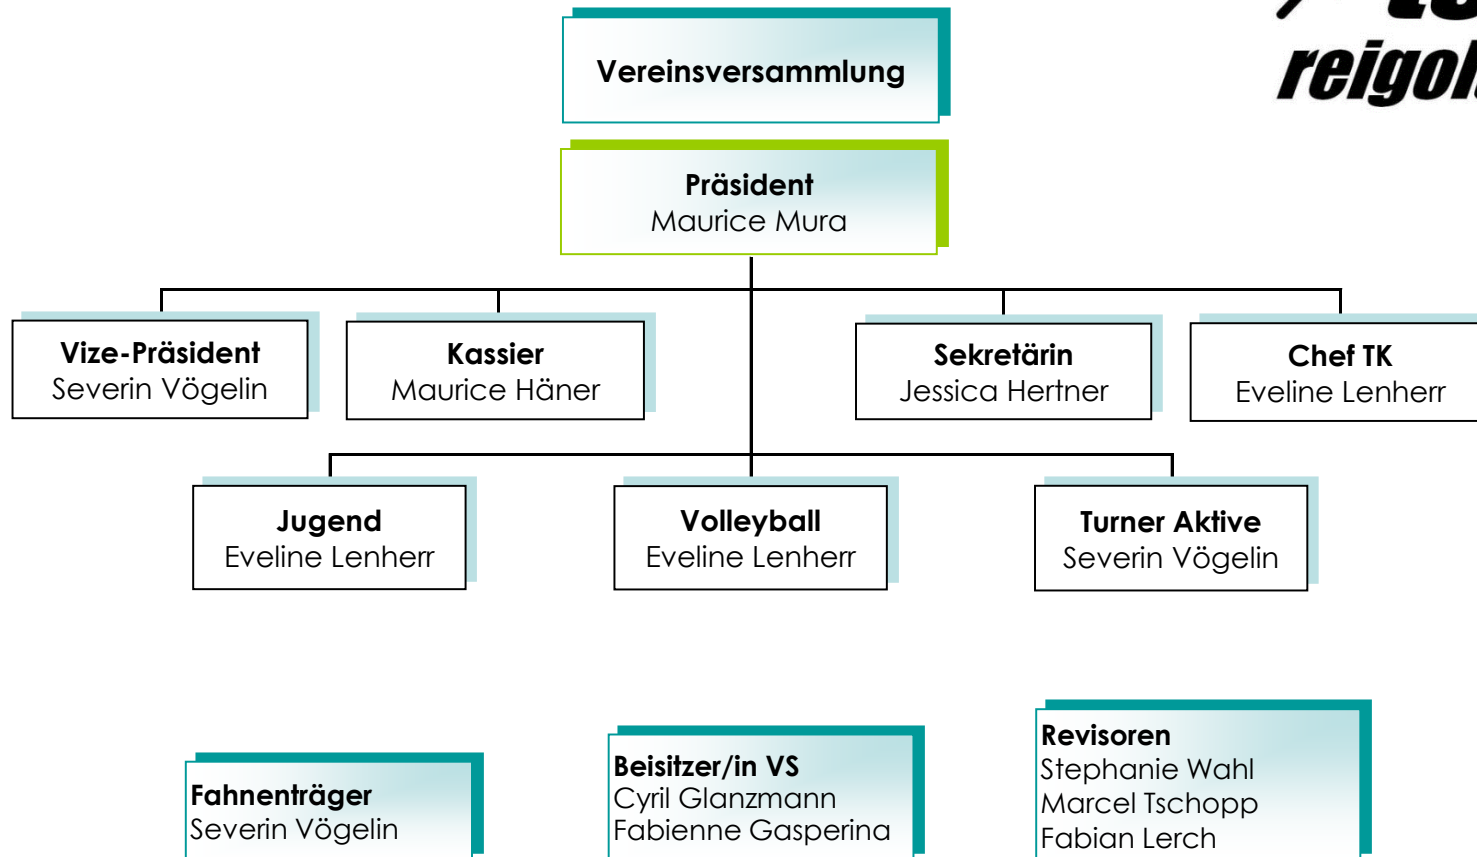 reigol
Vereinsversammlung
Präsident
Maurice Mura
Vize-Präsident
Severin Vögelin
Kassier
Maurice Häner
Sekretärin
Jessica Hertner
Chef TK
Eveline Lenherr
Jugend
Eveline Lenherr
Volleyball
Eveline Lenherr
Turner Aktive
Severin Vögelin
Fahnenträger
Severin Vögelin
Beisitzer/in VS
Cyril Glanzmann
Fabienne Gasperina
Revisoren
Stephanie Wahl
Marcel Tschopp
Fabian Lerch